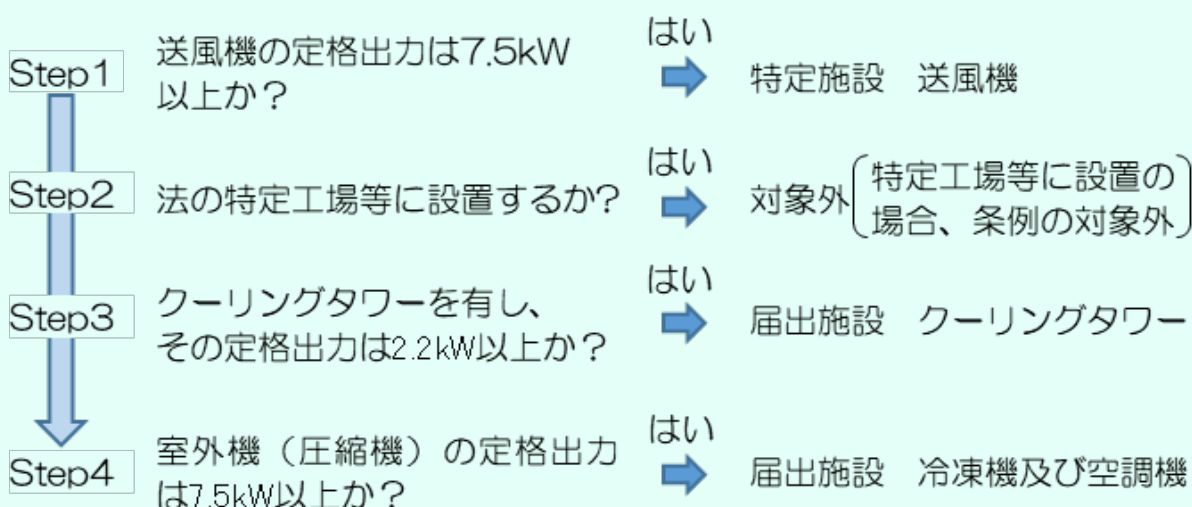 はい
Step1 送風機の定格出力は7.5kW
以上か？
特定施設 送風機
はい
Step2 法の特定工場等に設置するか?
対象外(特定工場等に設置の
場合、条例の対象外)
はい
Step3 クーリングタワーを有し、
その定格出力は2.2kW以上か？
届出施設 クーリングタワー
はい
Step4 室外機（圧縮機）の定格出力
は7.5kW以上か？
届出施設 冷凍機及び空調機